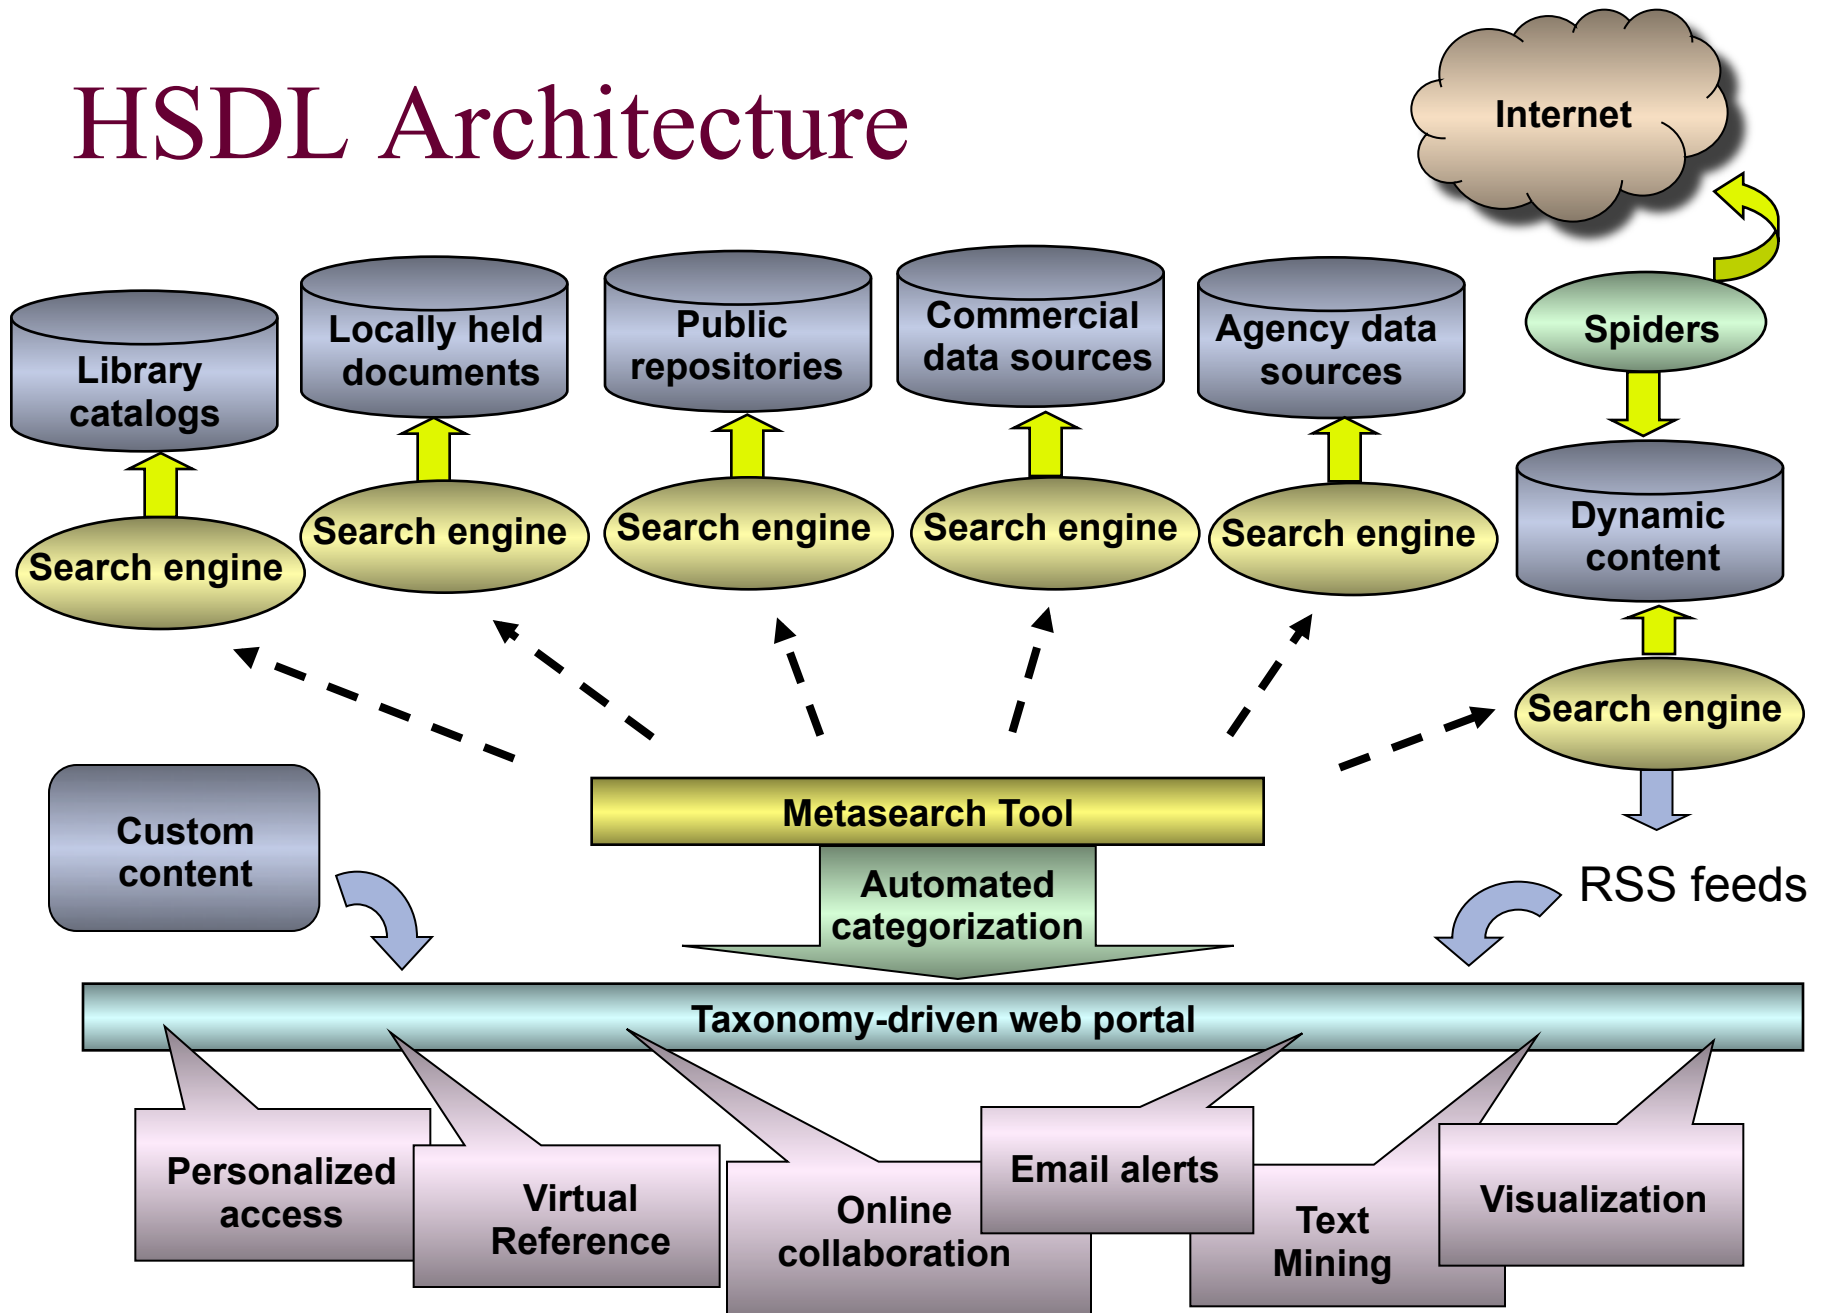 HSDL Architecture
Internet
Library
catalogs
Locally held
documents
Public
repositories
Commercial
data sources
Agency data
sources
Spiders
Search engine
Search engine
Search engine
Search engine
Search engine
Dynamic
content
Search engine
Custom
content
Metasearch Tool
Automated
categorization
RSS feeds
Taxonomy-driven web portal
Personalized
access
Virtual
Reference
Online
collaboration
Email alerts
Text
Mining
Visualization